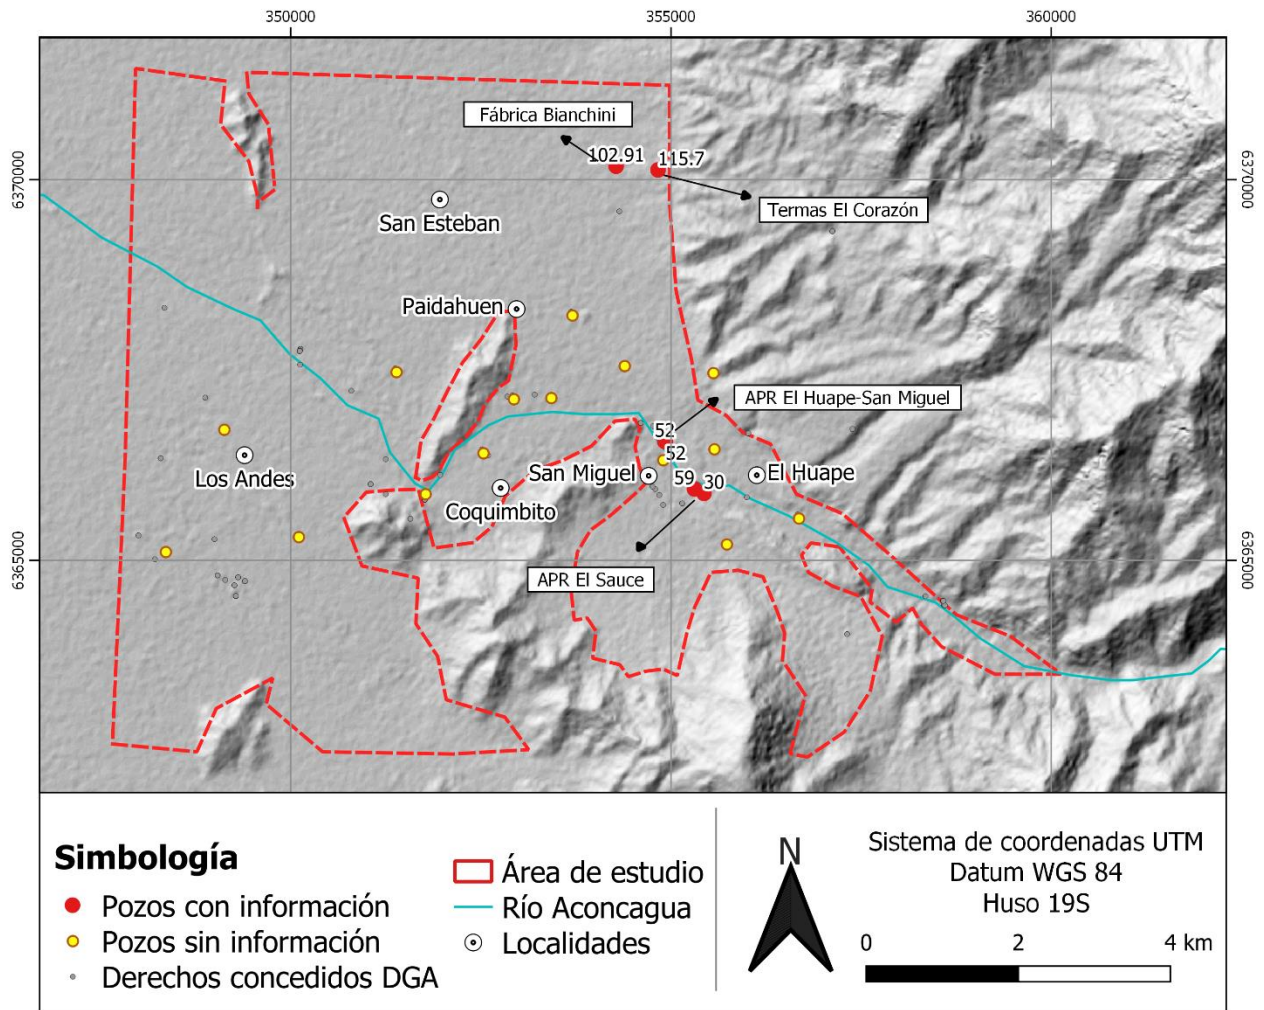 350000
355000
360000
Fábrica Bianchini
102.91
115.7
6370000
6370000
Termas El Corazón
San Esteban
Paidahuen
APR El Huape-San Miguel
52
52
Los Andes
San Miguel
59
30
El Huape
Coquimbito
6365000
6365000
APR El Sauce
Simbología
Pozos con información
Pozos sin información
Derechos concedidos DGA
Área de estudio
Río Aconcagua
Localidades
N
Sistema de coordenadas UTM
Datum WGS 84
Huso 19S
0 2 4 km